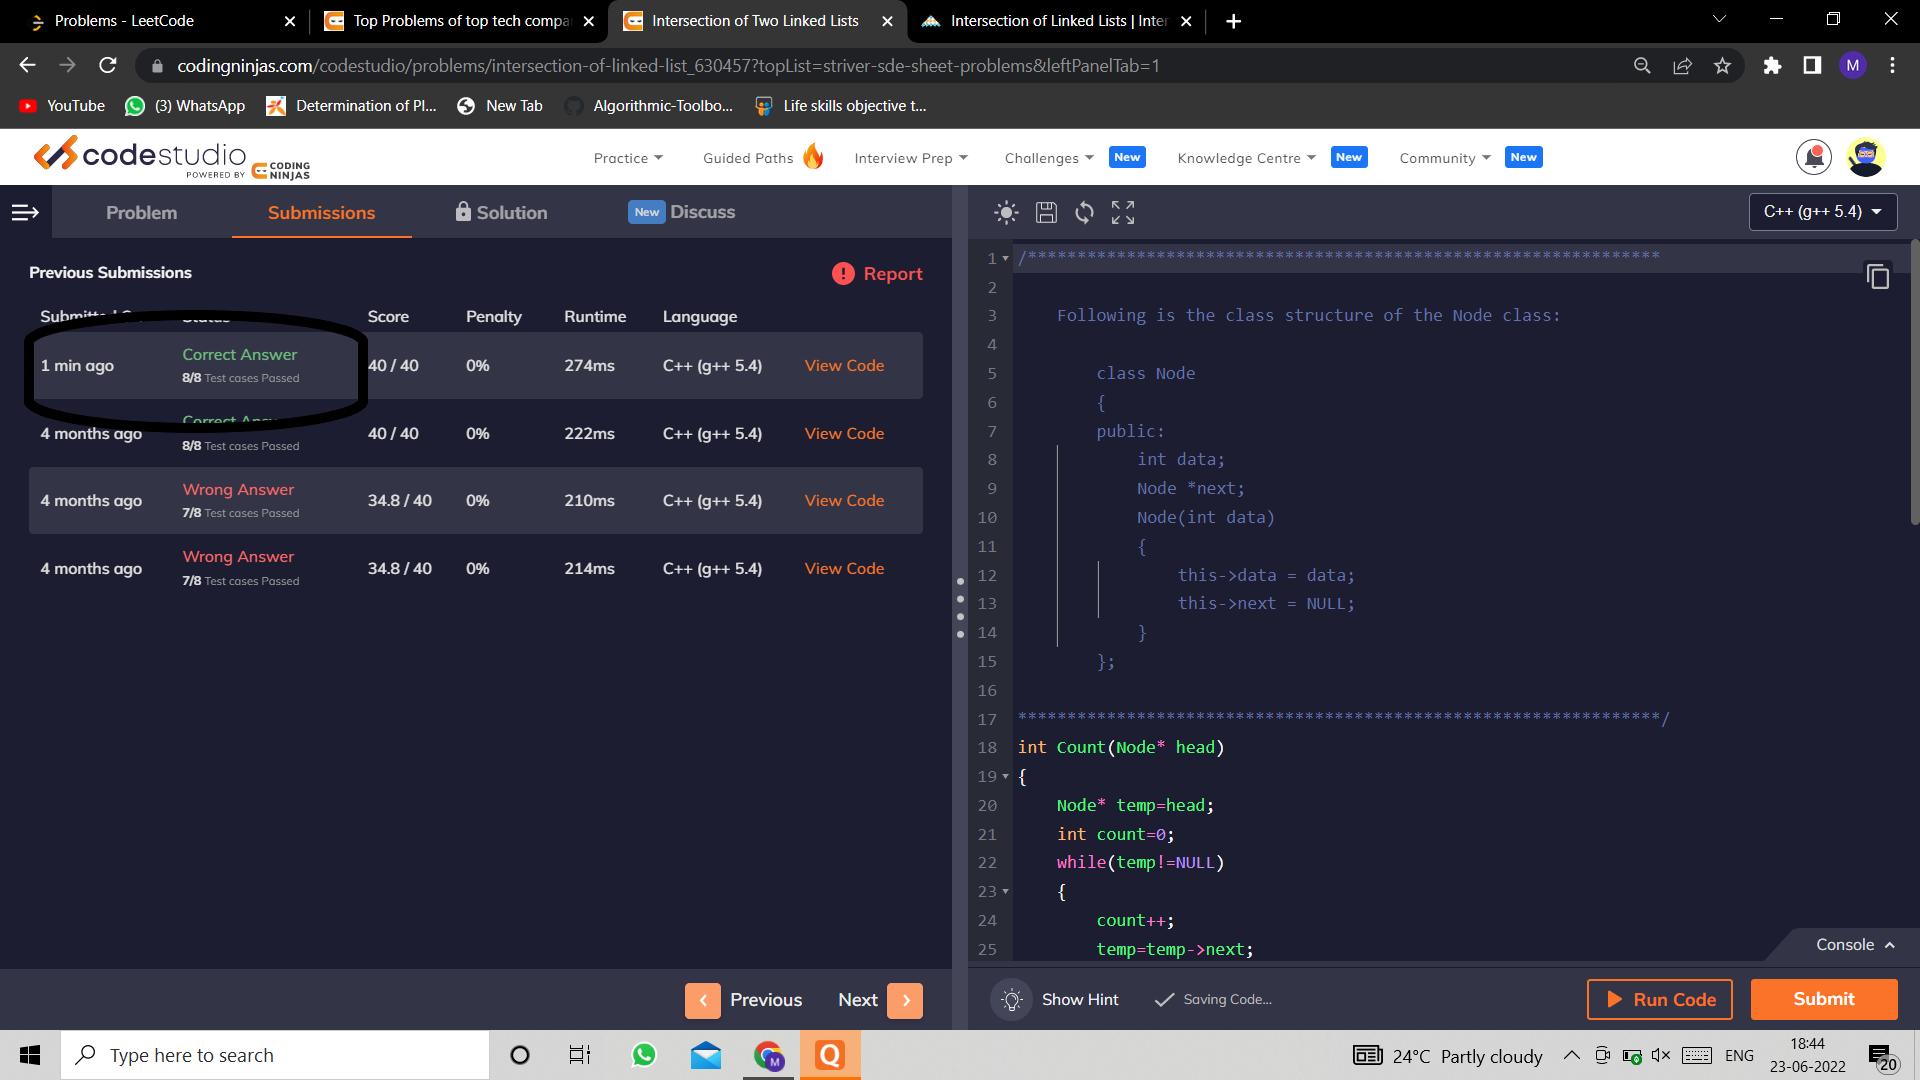 Problems - LeetCode
Top Problems of top tech compa
Intersection of Two Linked Lists
Intersection of Linked Lists | Inter
codingninjas.com/codestudio/problems/intersection-of-linked-list_630457?topList=striver-sde-sheet-problems&leftPanelTab=1
M
YouTube
(3) WhatsApp
Determination of Pl...
New Tab
Algorithmic-Toolbo...
Life skills objective t...
codestudio
POWERED BY CODING NINJAS
Practice
Guided Paths
Interview Prep
Challenges New
Knowledge Centre New
Community New
Problem
Submissions
Solution
New Discuss
C++ (g++ 5.4)
Previous Submissions
Report
Status Score Penalty Runtime Language
1 min ago Correct Answer 40 / 40 0% 274ms C++ (g++ 5.4) View Code
8/8 Test cases Passed
4 months ago Correct 40 / 40 0% 222ms C++ (g++ 5.4) View Code
8/8 Test cases Passed
4 months ago Wrong Answer 34.8 / 40 0% 210ms C++ (g++ 5.4) View Code
7/8 Test cases Passed
4 months ago Wrong Answer 34.8 / 40 0% 214ms C++ (g++ 5.4) View Code
7/8 Test cases Passed
Previous
Next
1 /****************************************************************
2
3 Following is the class structure of the Node class:
4
5 class Node
6 {
7 public:
8 int data;
9 Node *next;
10 Node(int data)
11 {
12 this->data = data;
13 this->next = NULL;
14 }
15 };
16
17 *****************************************************************/
18 int Count(Node* head)
19 {
20 Node* temp=head;
21 int count=0;
22 while(temp!=NULL)
23 {
24 count++;
25 temp=temp->next;
Console
Show Hint
Saving Code...
Run Code
Submit
Type here to search
24°C Partly cloudy
ENG
18:44
23-06-2022
20